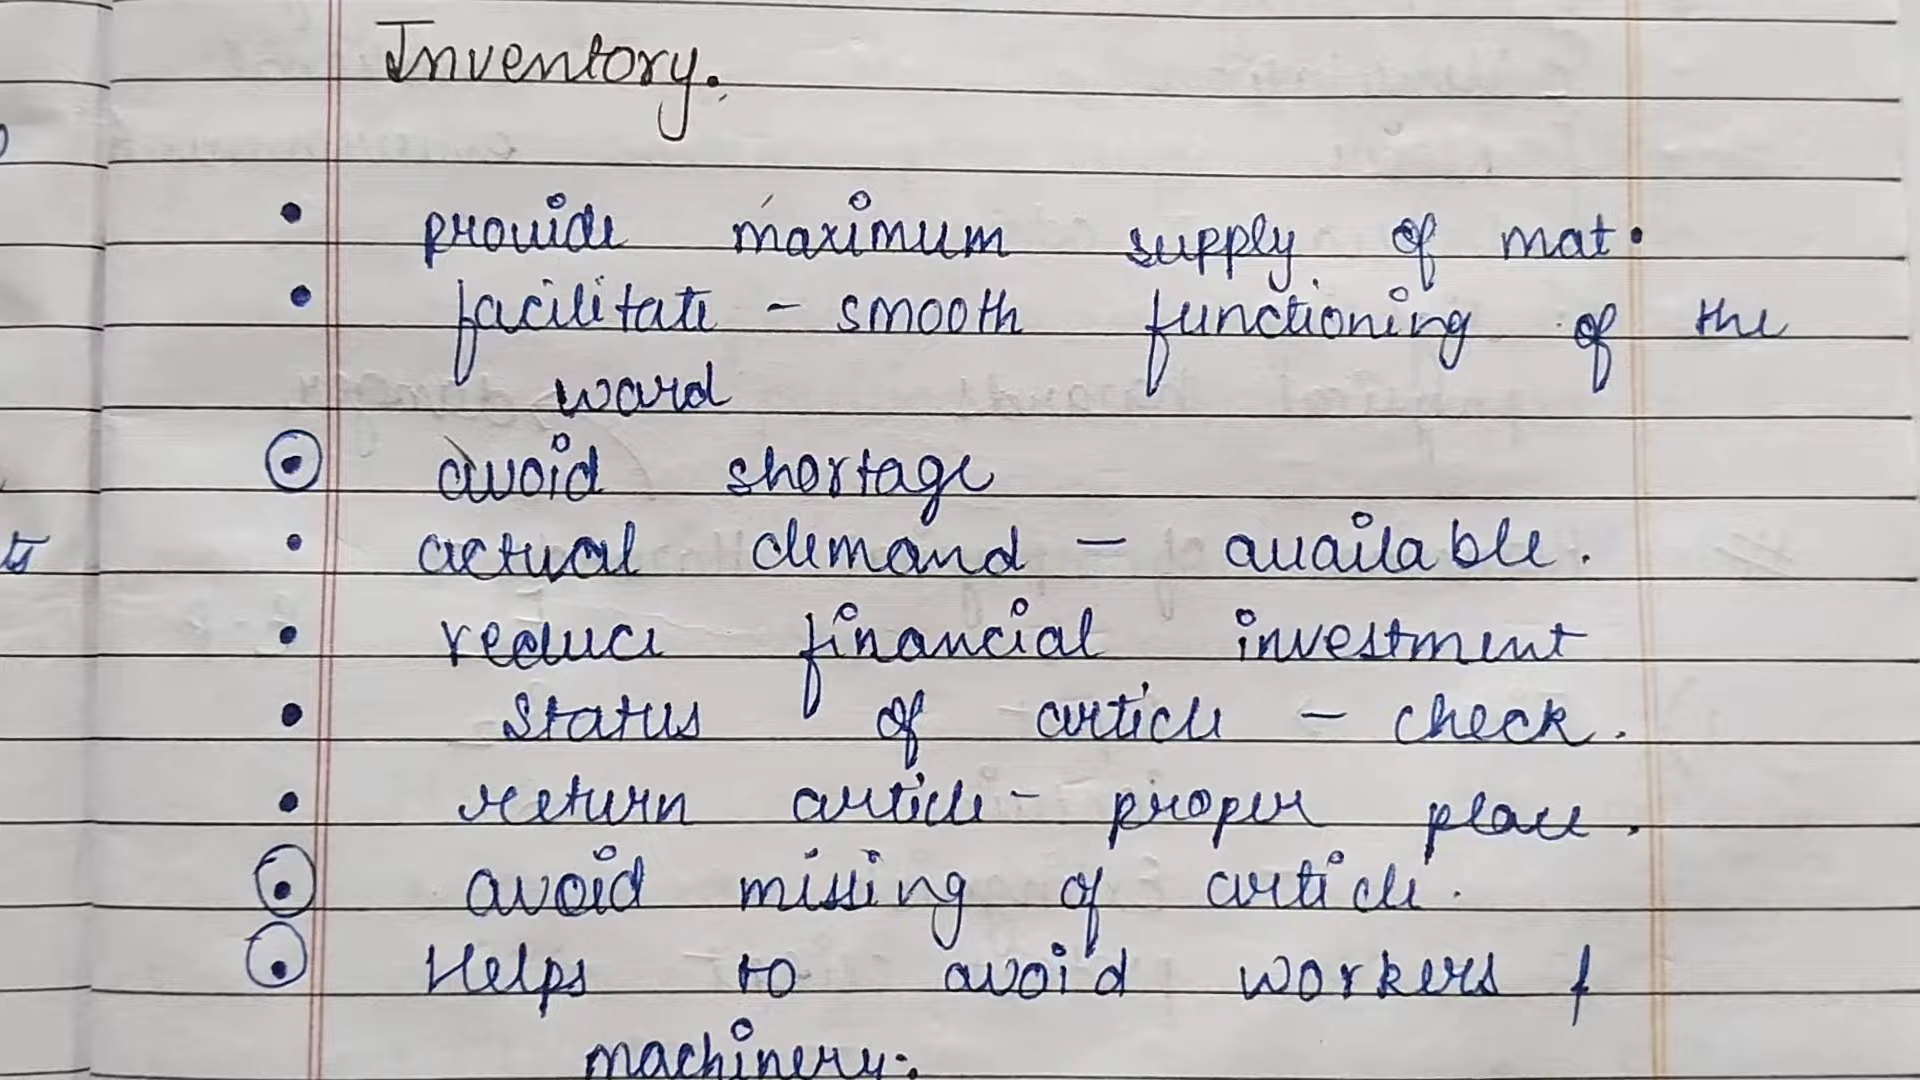 Inventory.
• provide maximum supply of mat.
• facilitate - smooth functioning of the
ward
• avoid shortage
• actual demand - available.
• reduce financial investment
• Status of article - check.
• return article - proper place.
• avoid missing of article.
• Helps to avoid workers &
machinery.